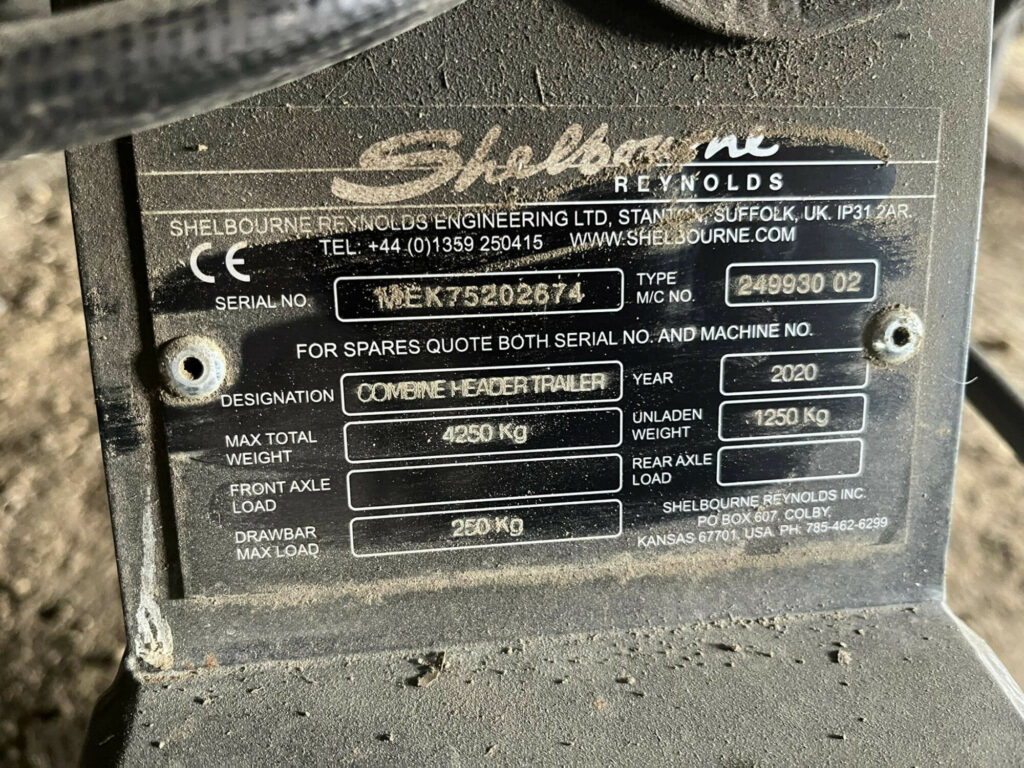 Shelbourne
REYNOLDS
SHELBOURNE REYNOLDS ENGINEERING LTD, STANTON, SUFFOLK, UK. IP31 2AR.
TEL: +44 (0)1359 250415 WWW.SHELBOURNE.COM
CE
SERIAL NO. MEK75202674 TYPE M/C NO. 249930 02
FOR SPARES QUOTE BOTH SERIAL NO. AND MACHINE NO.
DESIGNATION COMBINE HEADER TRAILER YEAR 2020
MAX TOTAL WEIGHT 4250 Kg UNLADEN WEIGHT 1250 Kg
FRONT AXLE LOAD REAR AXLE LOAD
DRAWBAR MAX LOAD 250 Kg
SHELBOURNE REYNOLDS INC.
PO BOX 607, COLBY,
KANSAS 67701, USA. PH: 785-462-6299